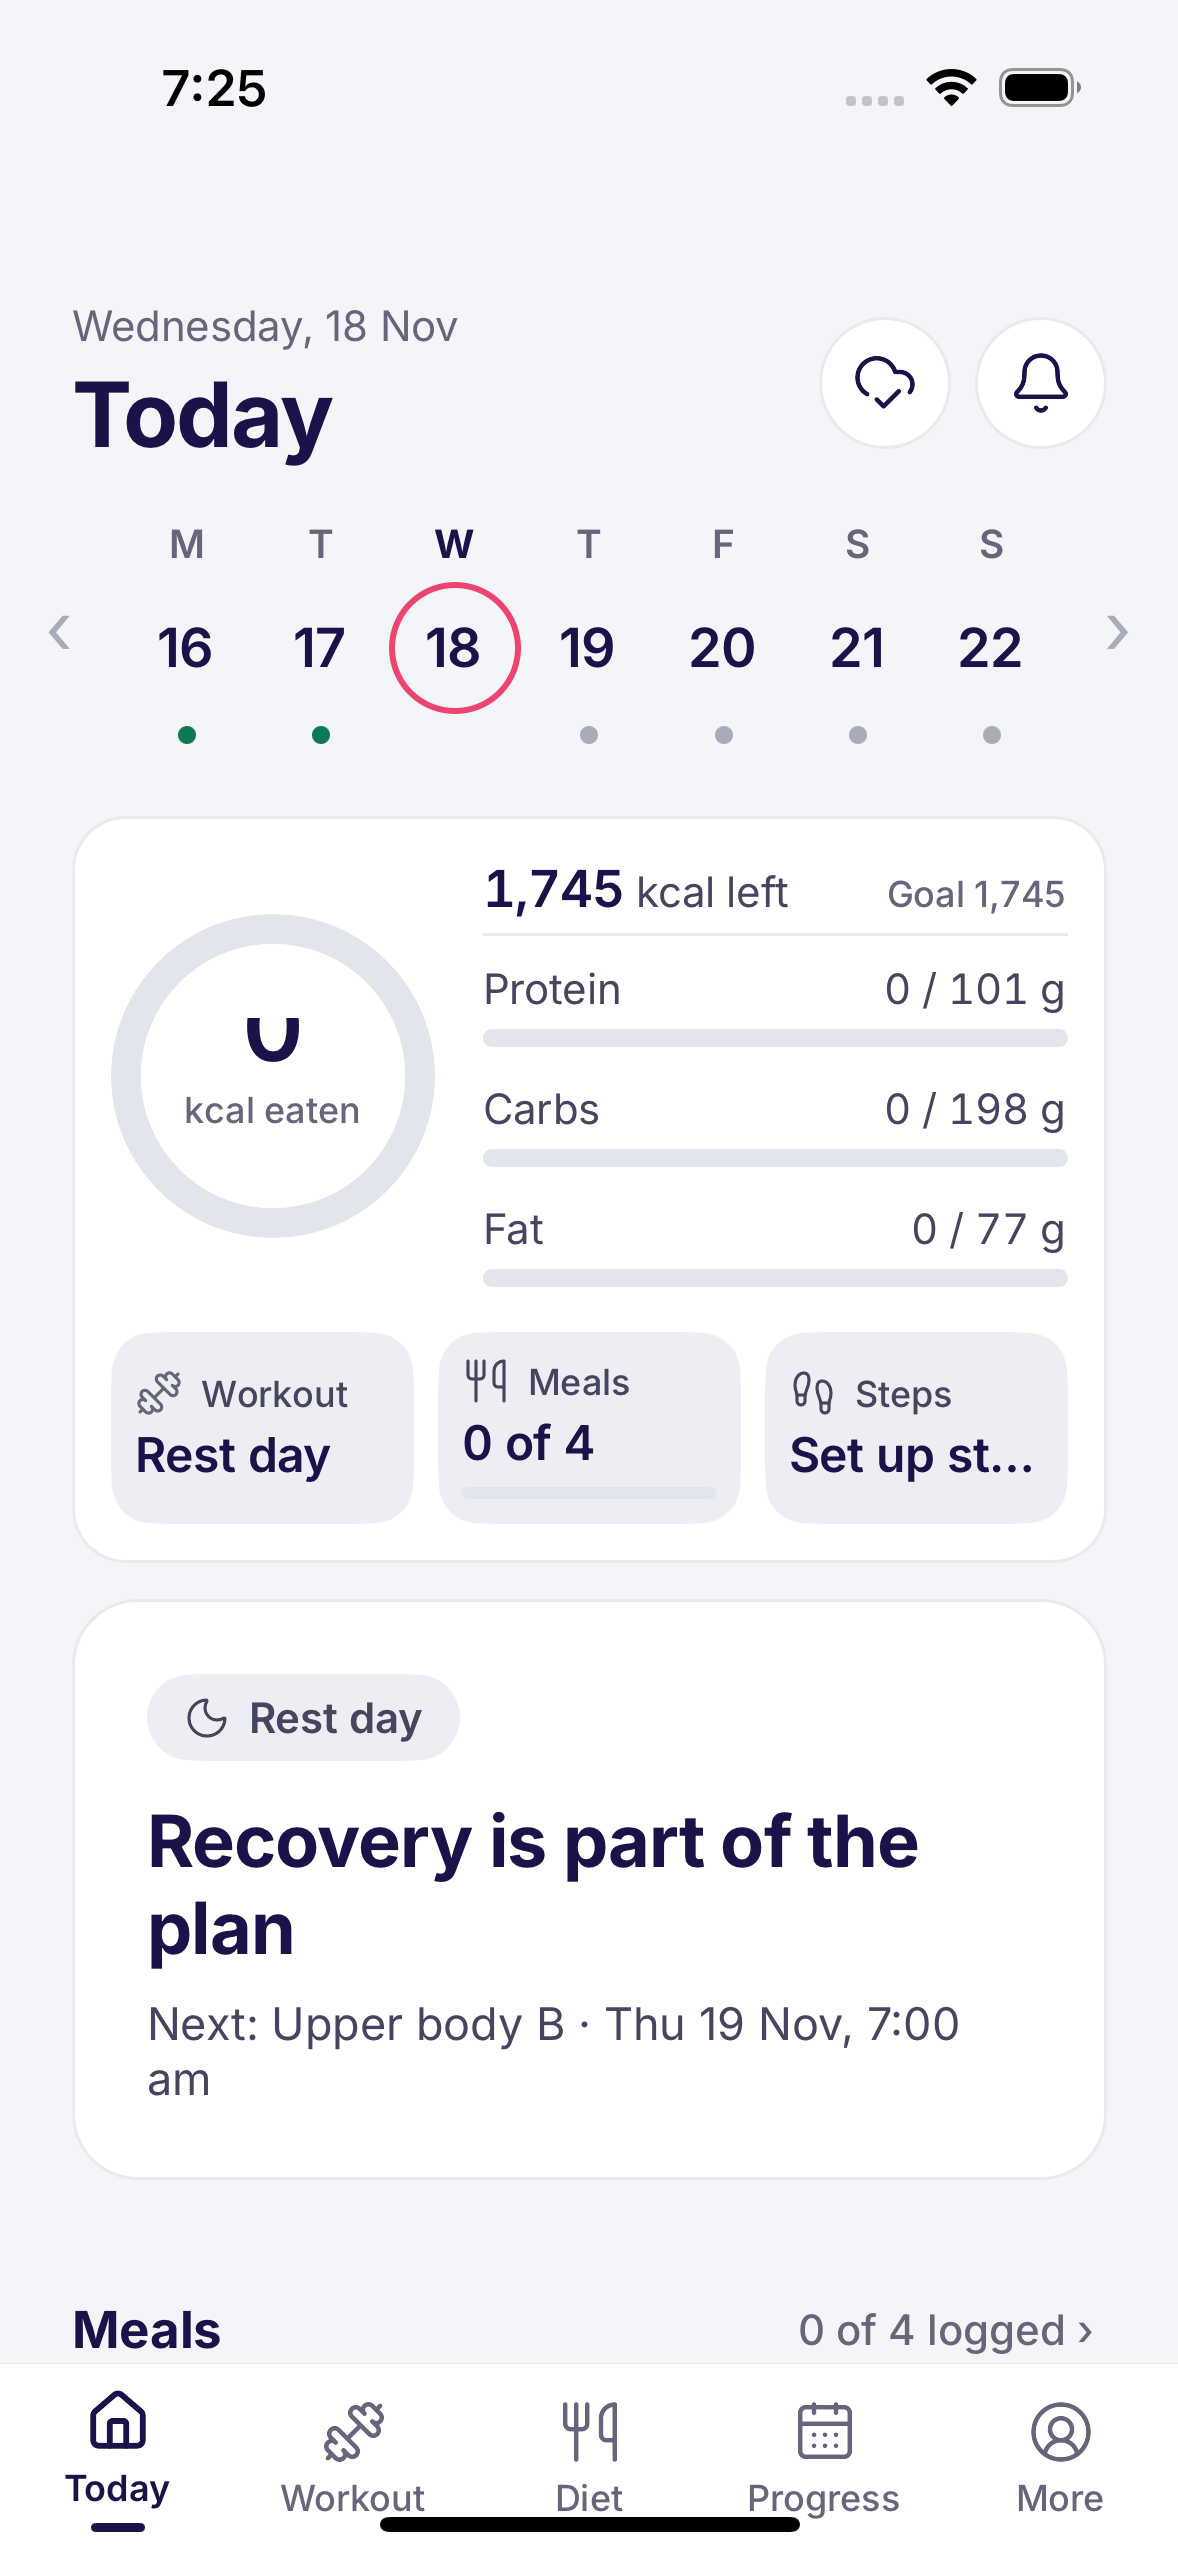 7:25
Wednesday, 18 Nov
Today
M T W T F S S
‹ 16 17 18 19 20 21 22 ›
1,745 kcal left Goal 1,745
Protein 0 / 101 g
kcal eaten
Carbs 0 / 198 g
Fat 0 / 77 g
Workout
Rest day
Meals
0 of 4
Steps
Set up st...
Rest day
Recovery is part of the
plan
Next: Upper body B · Thu 19 Nov, 7:00
am
Meals 0 of 4 logged ›
Today Workout Diet Progress More